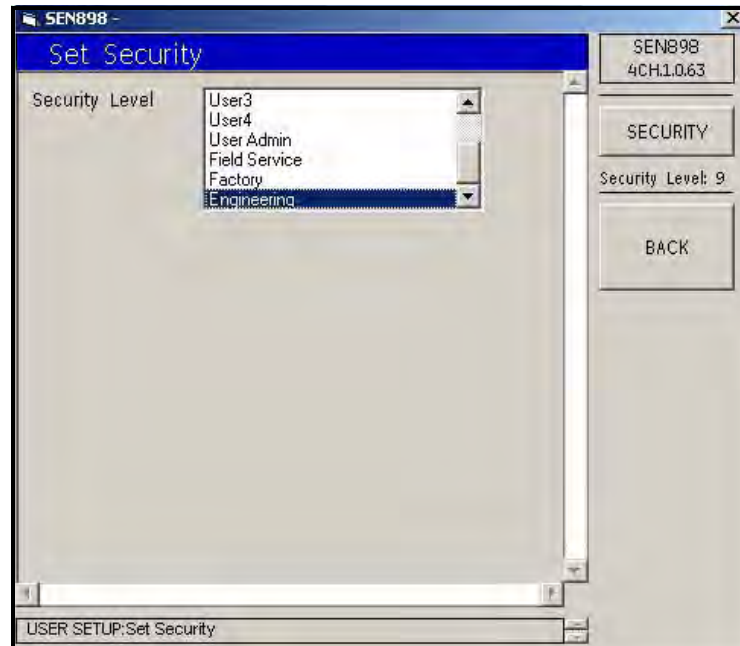 SEN898 -
Set Security
Security Level
User3
User4
User Admin
Field Service
Factory
Engineering
SEN898
4CH.1.0.63
SECURITY
Security Level: 9
BACK
USER SETUP:Set Security